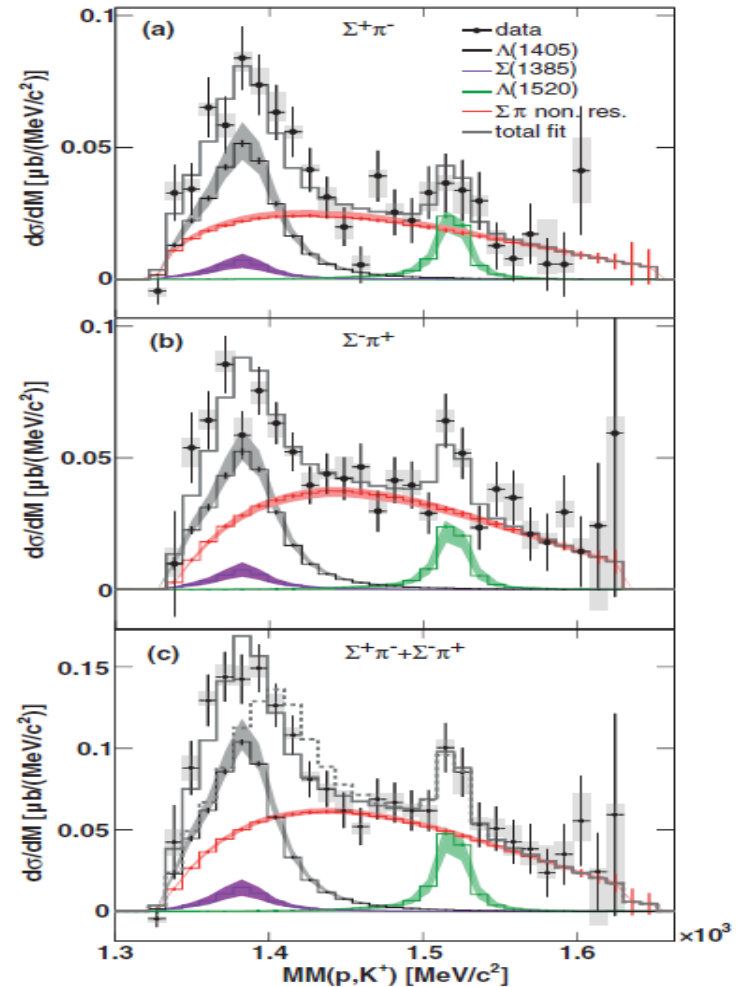 0.1
(a)
Σ⁺π⁻
data
Λ(1405)
Σ(1385)
Λ(1520)
Σπ non. res.
total fit
0.05
0
dσ/dM [μb/(MeV/c²)]
0.1
(b)
Σ⁻π⁺
0.05
0
dσ/dM [μb/(MeV/c²)]
(c)
Σ⁺π⁻+Σ⁻π⁺
0.15
0.1
0.05
0
dσ/dM [μb/(MeV/c²)]
1.3 1.4 1.5 1.6 ×10³
MM(p,K⁺) [MeV/c²]